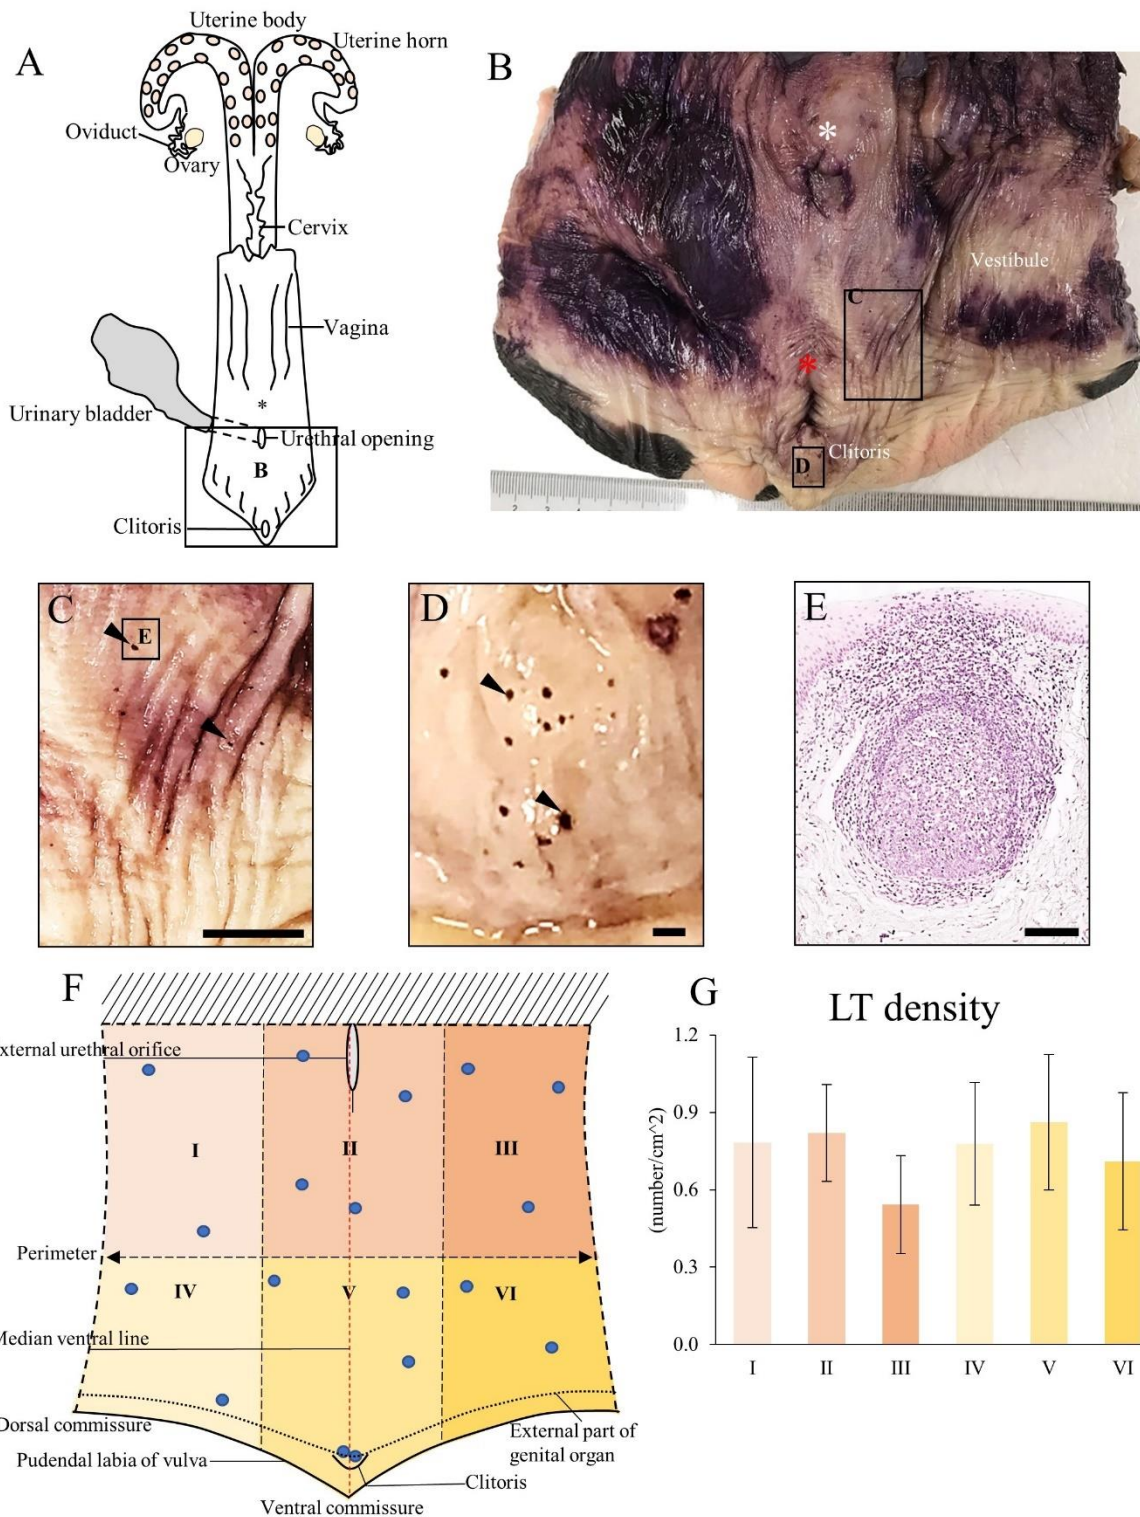 A
Uterine body
Uterine horn
Oviduct
Ovary
Cervix
Vagina
*
Urinary bladder
Urethral opening
B
Clitoris
B
*
Vestibule
C
*
Clitoris
D
C
E
D
E
F
xternal urethral orifice
I
II
III
Perimeter
IV
V
VI
Median ventral line
Dorsal commissure
External part of
genital organ
Pudendal labia of vulva
Clitoris
Ventral commissure
G
LT density
(number/cm^2)
1.2
0.9
0.6
0.3
0.0
I
II
III
IV
V
VI